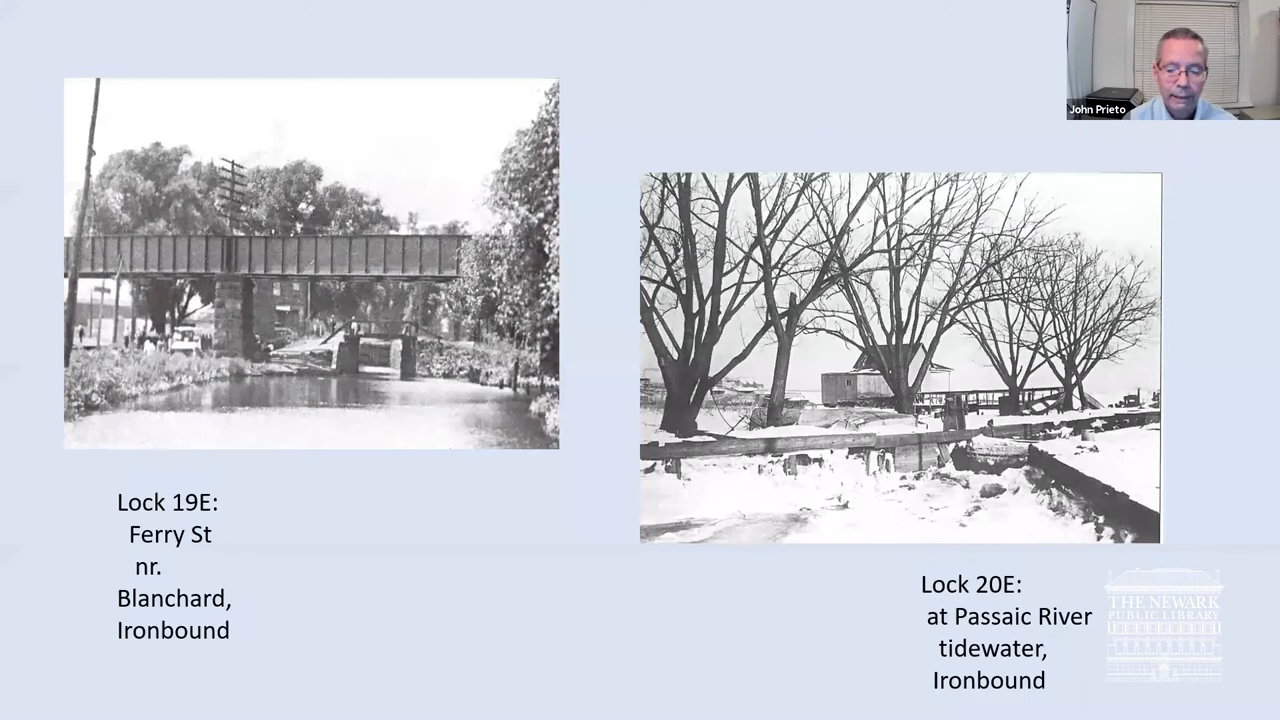 John Prieto
Lock 19E:
Ferry St
nr.
Blanchard,
Ironbound
Lock 20E:
at Passaic River
tidewater,
Ironbound
THE NEWARK
PUBLIC LIBRARY